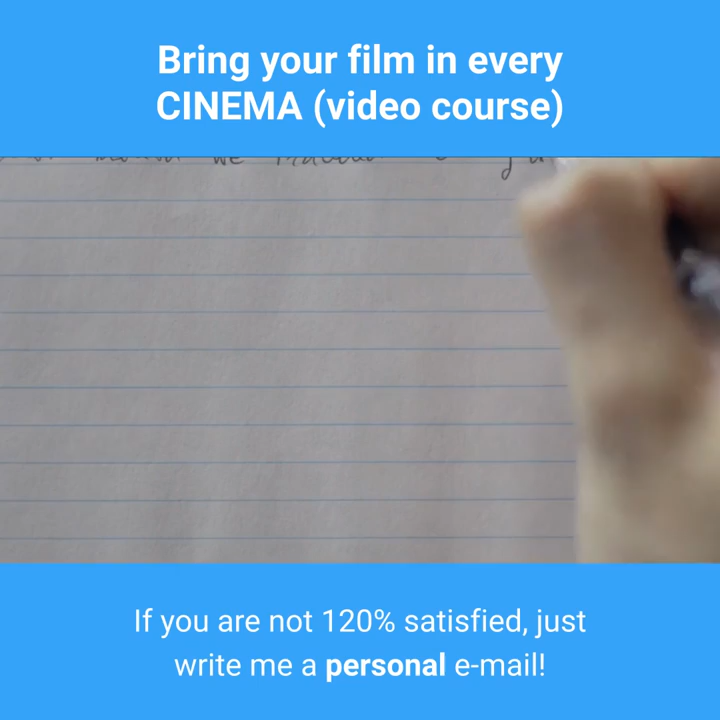 Bring your film in every
CINEMA (video course)
we
If you are not 120% satisfied, just
write me a personal e-mail!